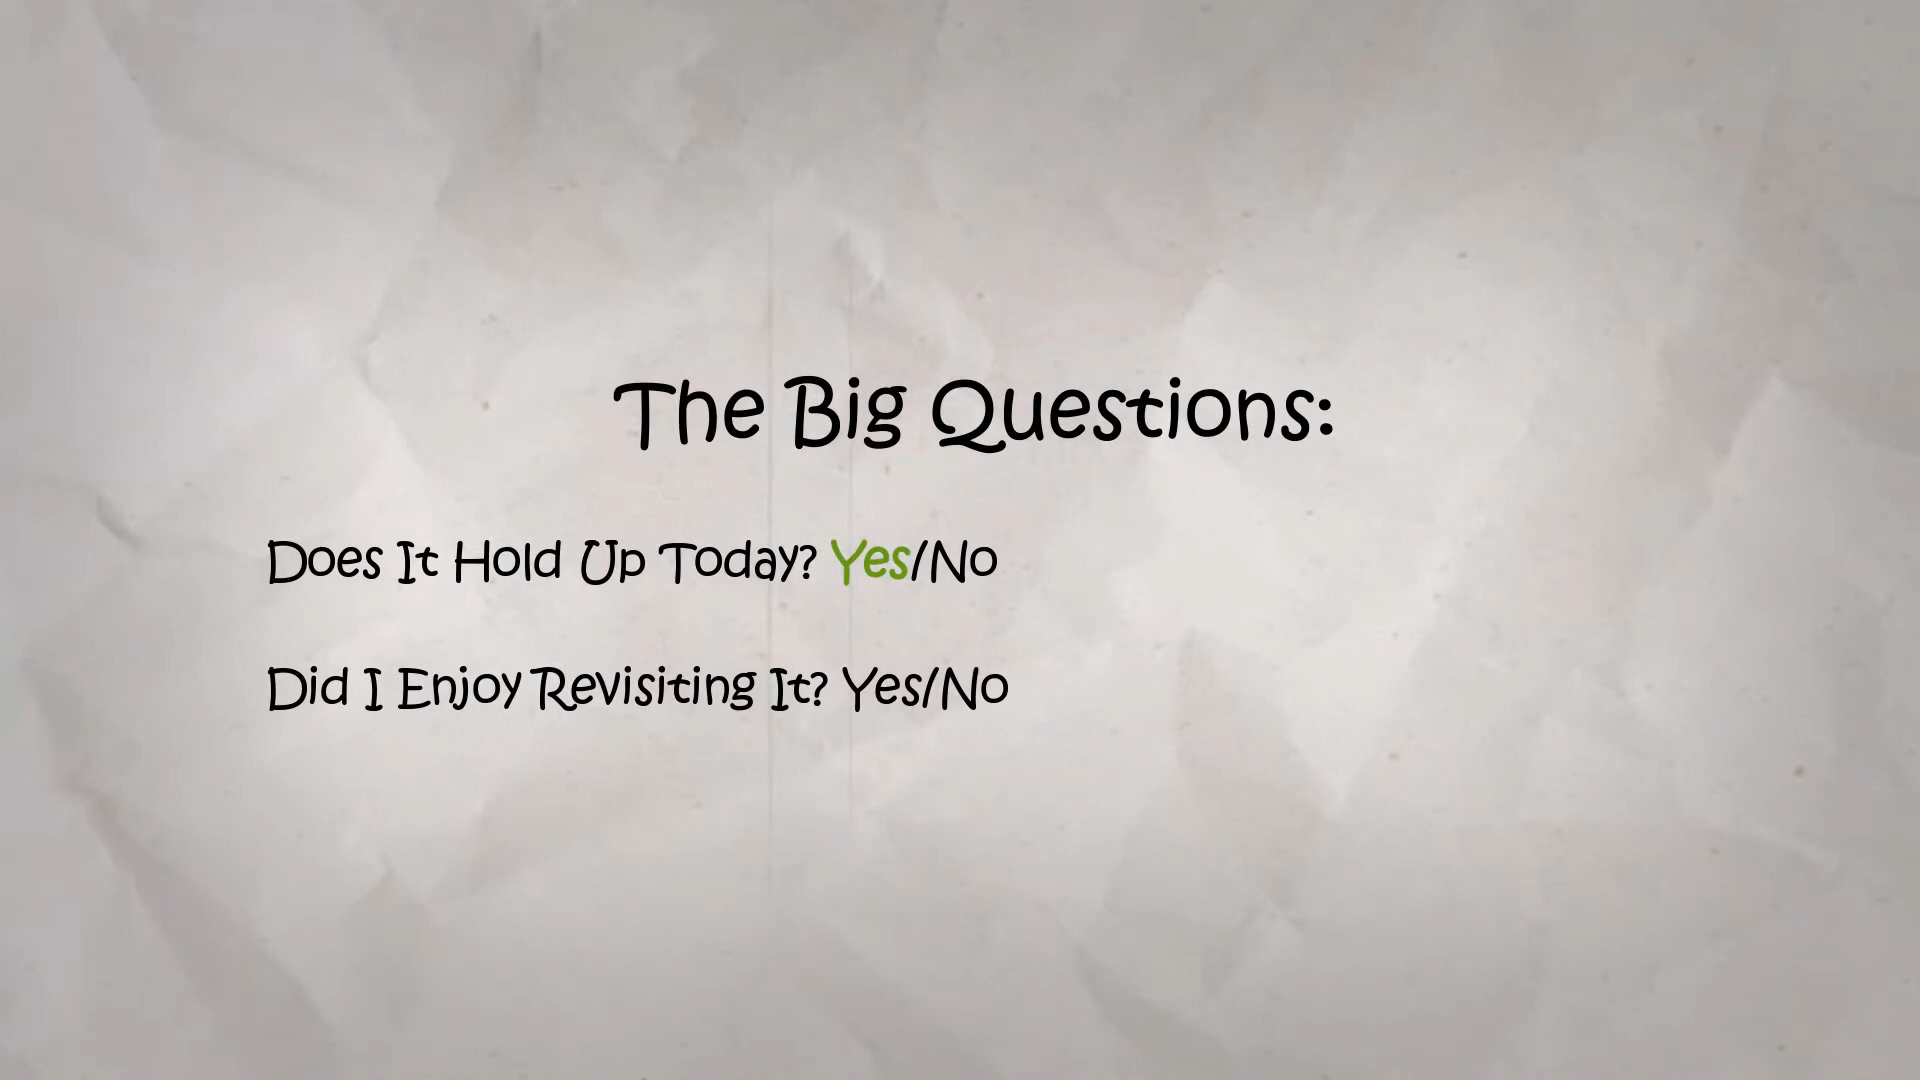 The Big Questions:
Does It Hold Up Today? Yes/No
Did I Enjoy Revisiting It? Yes/No